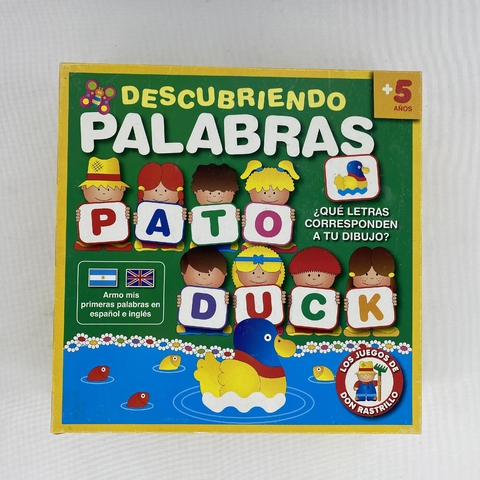 DESCUBRIENDO
PALABRAS
+5
AÑOS
PATO
¿QUÉ LETRAS
CORRESPONDEN
A TU DIBUJO?
DUCK
Armo mis
primeras palabras en
español e inglés
LOS JUEGOS DE
DON RASTRILLO